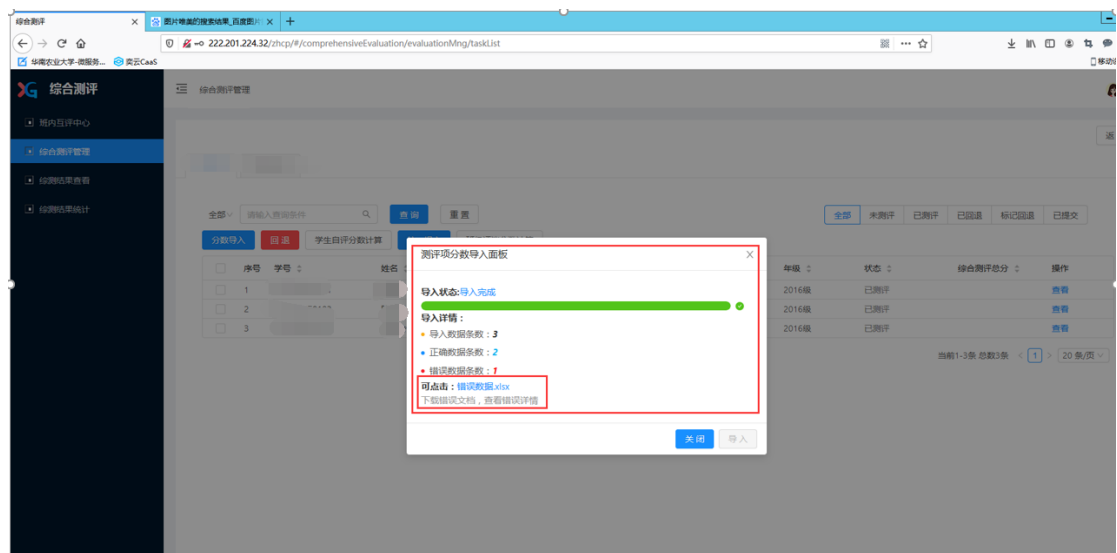 综合测评
图片唯美的搜索结果_百度图片
222.201.224.32/zhcp/#/comprehensiveEvaluation/evaluationMng/taskList
华南农业大学-微服务... 奕云CaaS
XG 综合测评
综合测评管理
班内互评中心
综合测评管理
综测结果查看
综测结果统计
全部 请输入查询条件 查询 重置
全部 未测评 已测评 已回退 标记回退 已提交
分数导入 回退 学生自评分数计算
序号 学号 姓名 年级 状态 综合测评总分 操作
1 2016级 已测评 查看
2 2016级 已测评 查看
3 2016级 已测评 查看
当前1-3条 总数3条 < 1 > 20 条/页
测评项分数导入面板
导入状态:导入完成
导入详情：
导入数据条数：3
正确数据条数：2
错误数据条数：1
可点击：错误数据.xlsx
下载错误文档，查看错误详情
关闭 导入